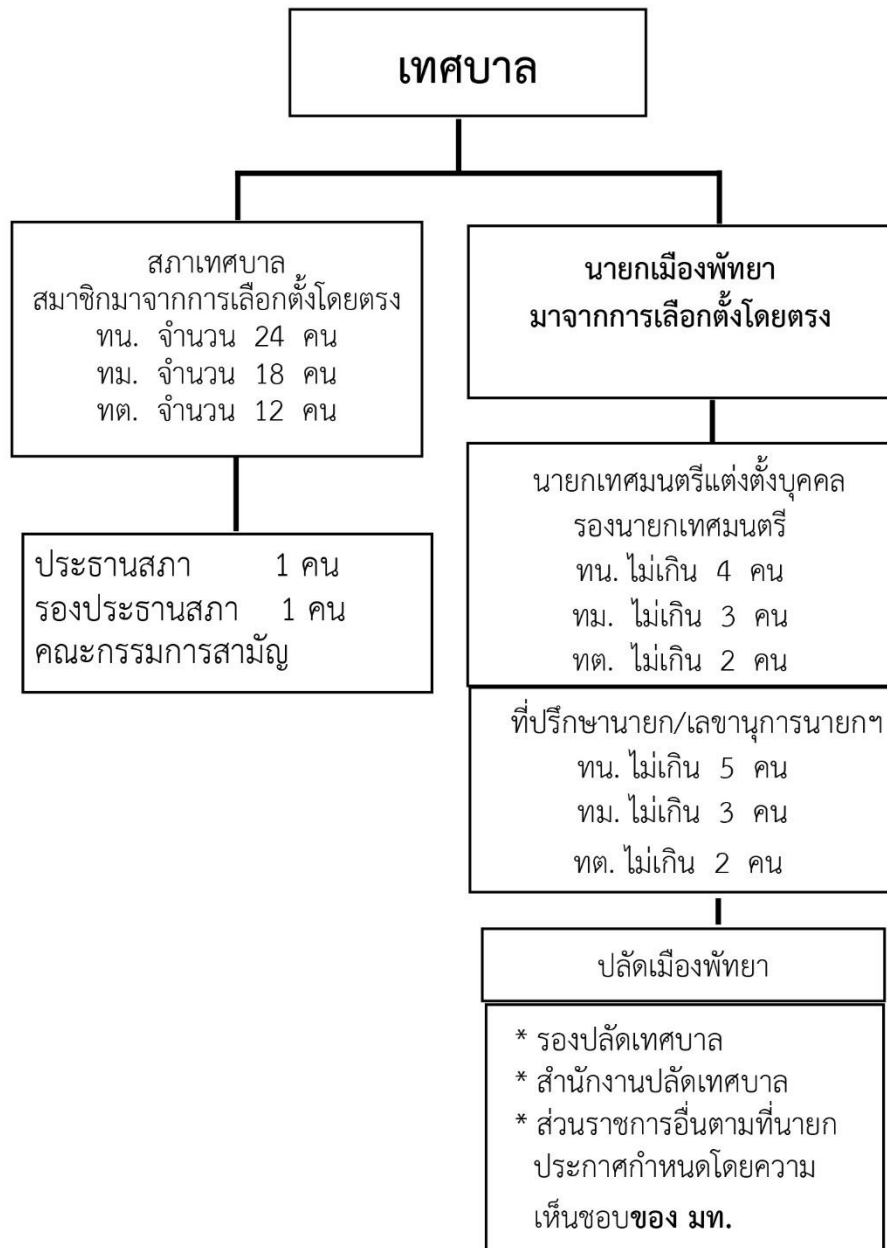 เทศบาล
สภาเทศบาล
สมาชิกมาจากการเลือกตั้งโดยตรง
ทน. จำนวน 24 คน
ทม. จำนวน 18 คน
ทต. จำนวน 12 คน
ประธานสภา 1 คน
รองประธานสภา 1 คน
คณะกรรมการสามัญ
นายกเมืองพัทยา
มาจากการเลือกตั้งโดยตรง
นายกเทศมนตรีแต่งตั้งบุคคล
รองนายกเทศมนตรี
ทน. ไม่เกิน 4 คน
ทม. ไม่เกิน 3 คน
ทต. ไม่เกิน 2 คน
ที่ปรึกษานายก/เลขานุการนายกฯ
ทน. ไม่เกิน 5 คน
ทม. ไม่เกิน 3 คน
ทต. ไม่เกิน 2 คน
ปลัดเมืองพัทยา
* รองปลัดเทศบาล
* สำนักงานปลัดเทศบาล
* ส่วนราชการอื่นตามที่นายก
ประกาศกำหนดโดยความ
เห็นชอบของ มท.